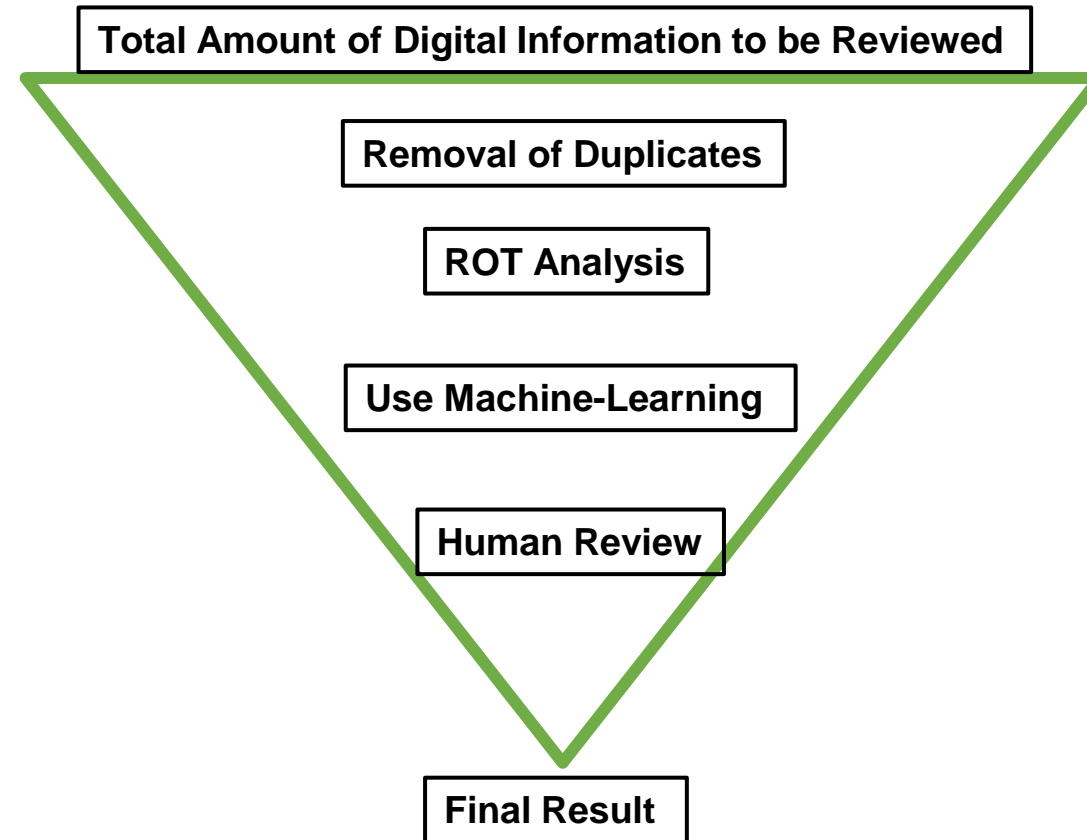 Total Amount of Digital Information to be Reviewed
Removal of Duplicates
ROT Analysis
Use Machine-Learning
Human Review
Final Result